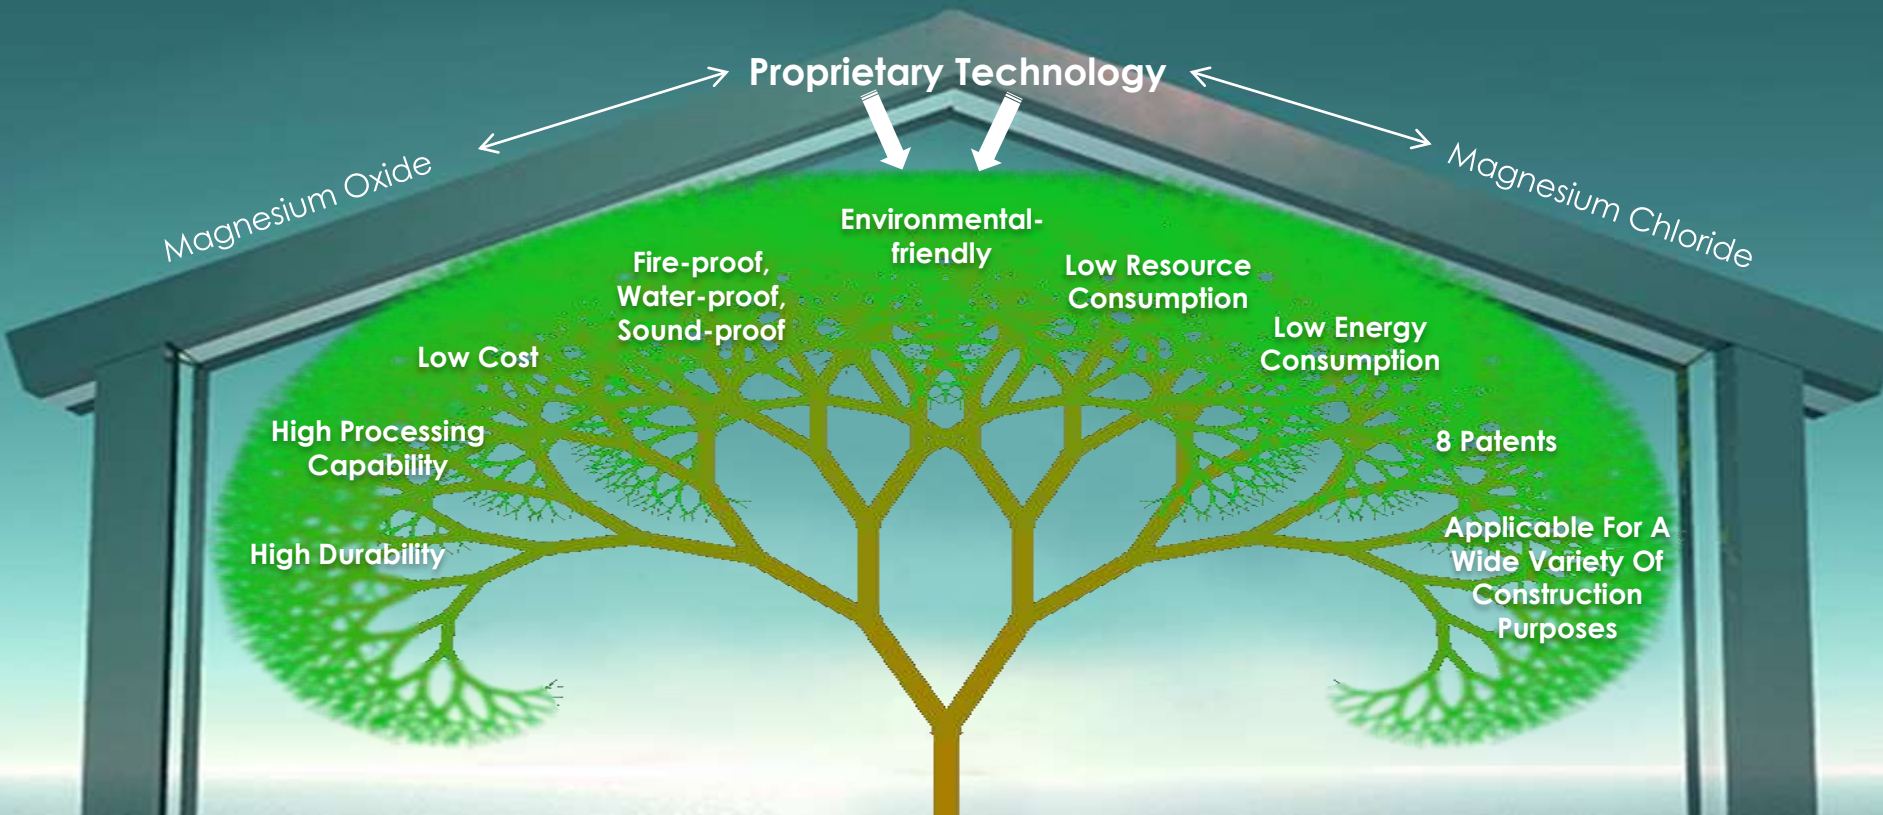 Proprietary Technology
Magnesium Oxide
Magnesium Chloride
Environmental-
friendly
Fire-proof,
Water-proof,
Sound-proof
Low Resource
Consumption
Low Cost
Low Energy
Consumption
High Processing
Capability
8 Patents
High Durability
Applicable For A
Wide Variety Of
Construction
Purposes